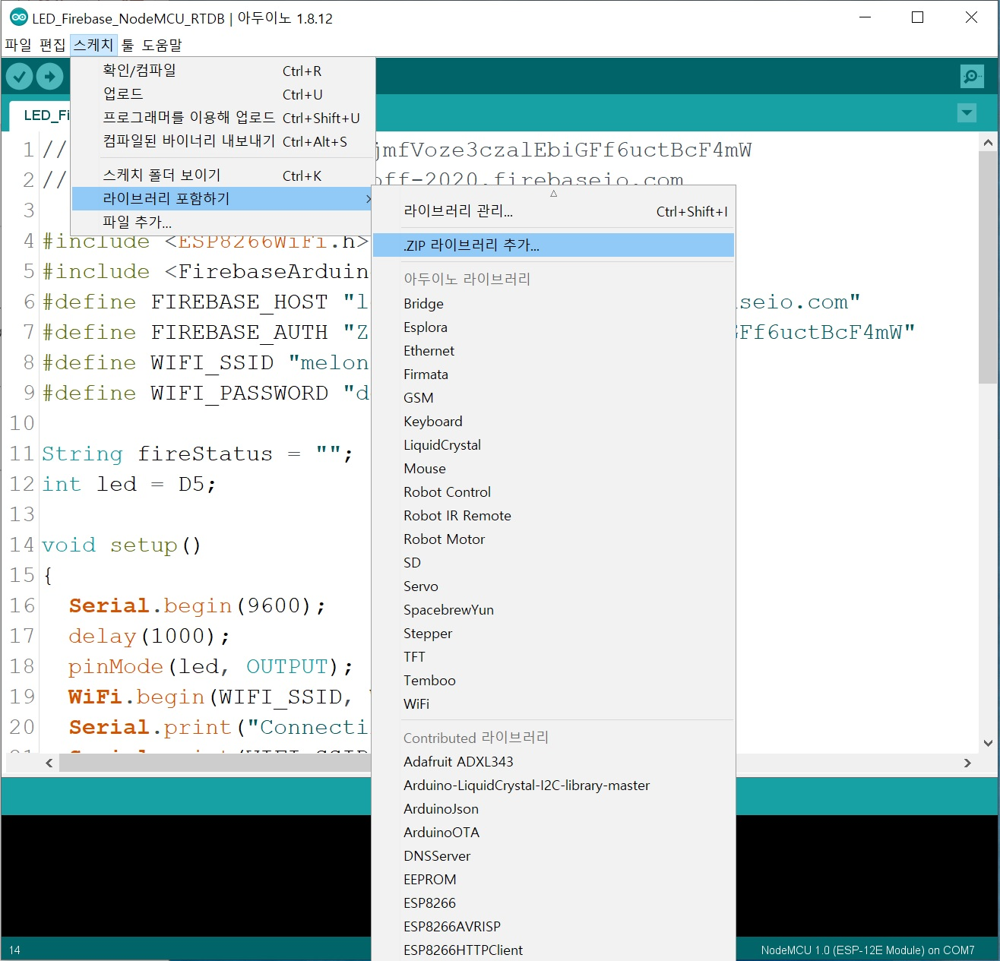 LED_Firebase_NodeMCU_RTDB | 아두이노 1.8.12
파일 편집 스케치 툴 도움말
확인/컴파일 Ctrl+R
업로드 Ctrl+U
프로그래머를 이용해 업로드 Ctrl+Shift+U
컴파일된 바이너리 내보내기 Ctrl+Alt+S
스케치 폴더 보이기 Ctrl+K
라이브러리 포함하기
파일 추가...
라이브러리 관리... Ctrl+Shift+I
.ZIP 라이브러리 추가...
아두이노 라이브러리
Bridge
Esplora
Ethernet
Firmata
GSM
Keyboard
LiquidCrystal
Mouse
Robot Control
Robot IR Remote
Robot Motor
SD
Servo
SpacebrewYun
Stepper
TFT
Temboo
WiFi
Contributed 라이브러리
Adafruit ADXL343
Arduino-LiquidCrystal-I2C-library-master
ArduinoJson
ArduinoOTA
DNSServer
EEPROM
ESP8266
ESP8266AVRISP
ESP8266HTTPClient
LED_Fi
1 // jmfVoze3czalEbiGFf6uctBcF4mW
2 // off-2020.firebaseio.com
3
4 #include <ESP8266WiFi.h>
5 #include <FirebaseArduin
6 #define FIREBASE_HOST "l seio.com"
7 #define FIREBASE_AUTH "Z GFf6uctBcF4mW"
8 #define WIFI_SSID "melon
9 #define WIFI_PASSWORD "d
10
11 String fireStatus = "";
12 int led = D5;
13
14 void setup()
15 {
16 Serial.begin(9600);
17 delay(1000);
18 pinMode(led, OUTPUT);
19 WiFi.begin(WIFI_SSID,
20 Serial.print("Connecti
14
NodeMCU 1.0 (ESP-12E Module) on COM7